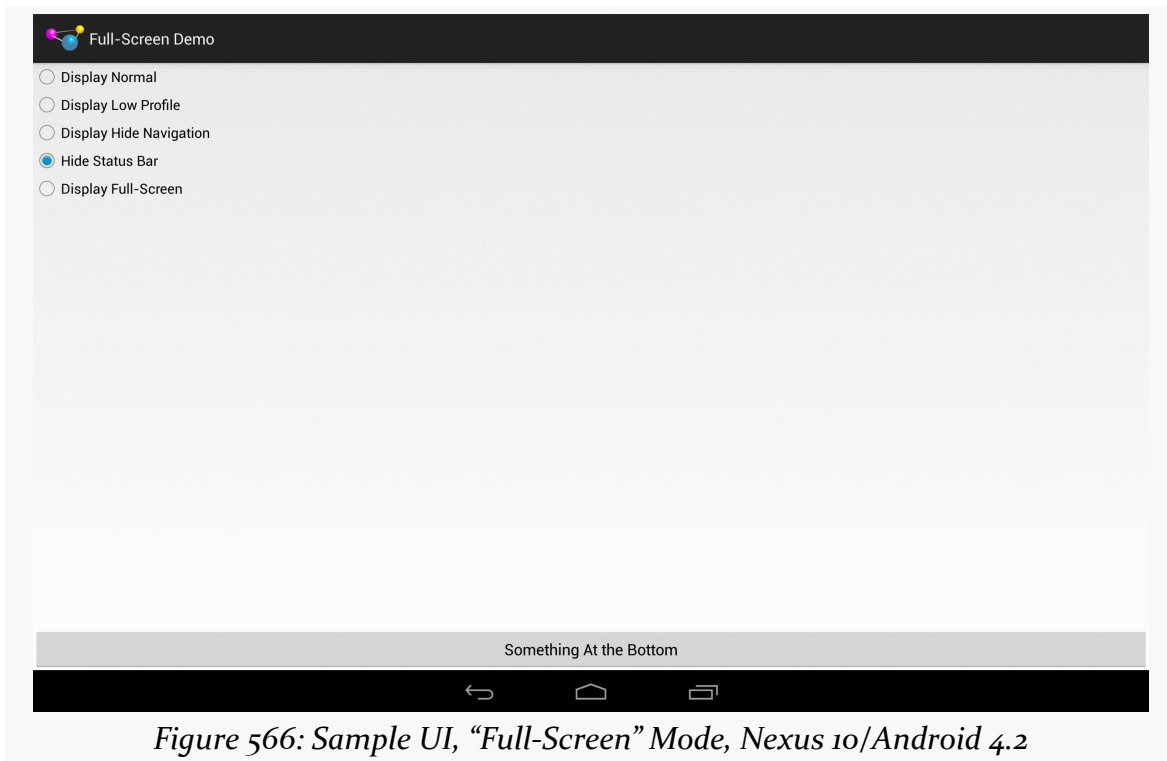 Full-Screen Demo
Display Normal
Display Low Profile
Display Hide Navigation
Hide Status Bar
Display Full-Screen
Something At the Bottom
Figure 566: Sample UI, “Full-Screen” Mode, Nexus 10/Android 4.2